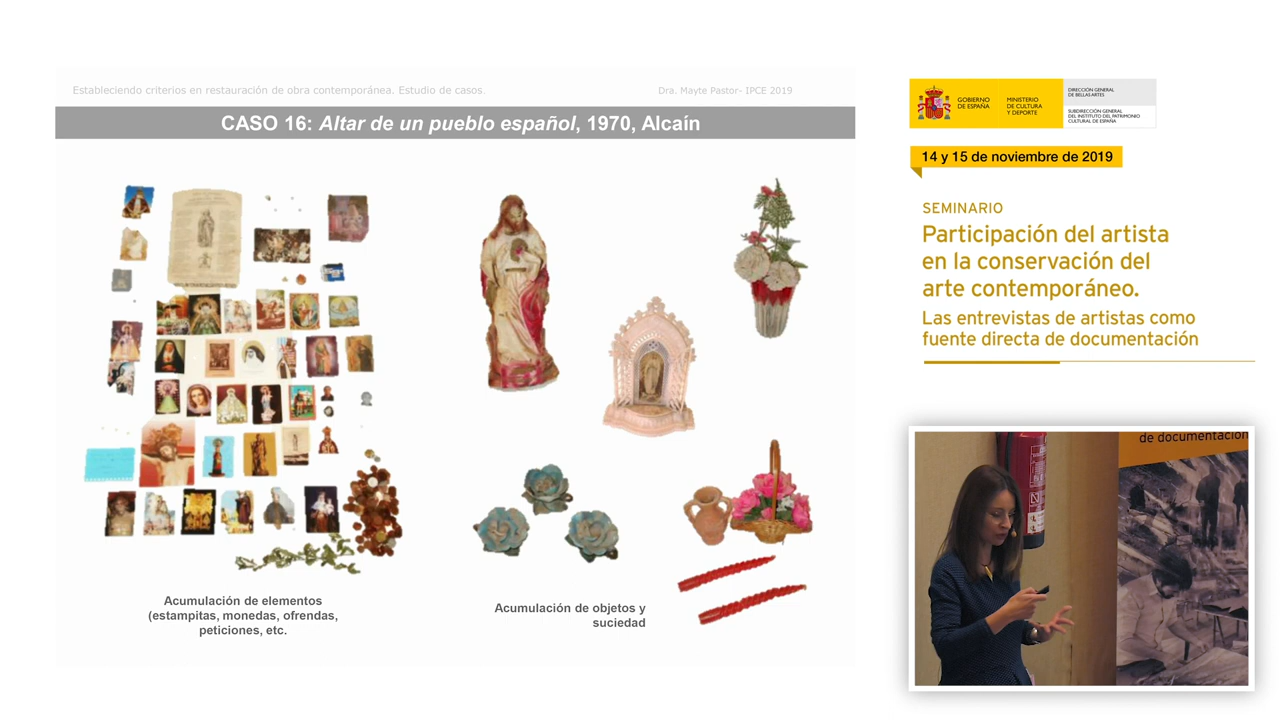 Estableciendo criterios en restauración de obra contemporánea. Estudio de casos.
Dra. Mayte Pastor- IPCE 2019
CASO 16: Altar de un pueblo español, 1970, Alcaín
Acumulación de elementos
(estampitas, monedas, ofrendas,
peticiones, etc.
Acumulación de objetos y
suciedad
GOBIERNO
DE ESPAÑA
MINISTERIO
DE CULTURA
Y DEPORTE
DIRECCIÓN GENERAL
DE BELLAS ARTES
SUBDIRECCIÓN GENERAL
DEL INSTITUTO DEL PATRIMONIO
CULTURAL DE ESPAÑA
14 y 15 de noviembre de 2019
SEMINARIO
Participación del artista
en la conservación del
arte contemporáneo.
Las entrevistas de artistas como
fuente directa de documentación
de documentación